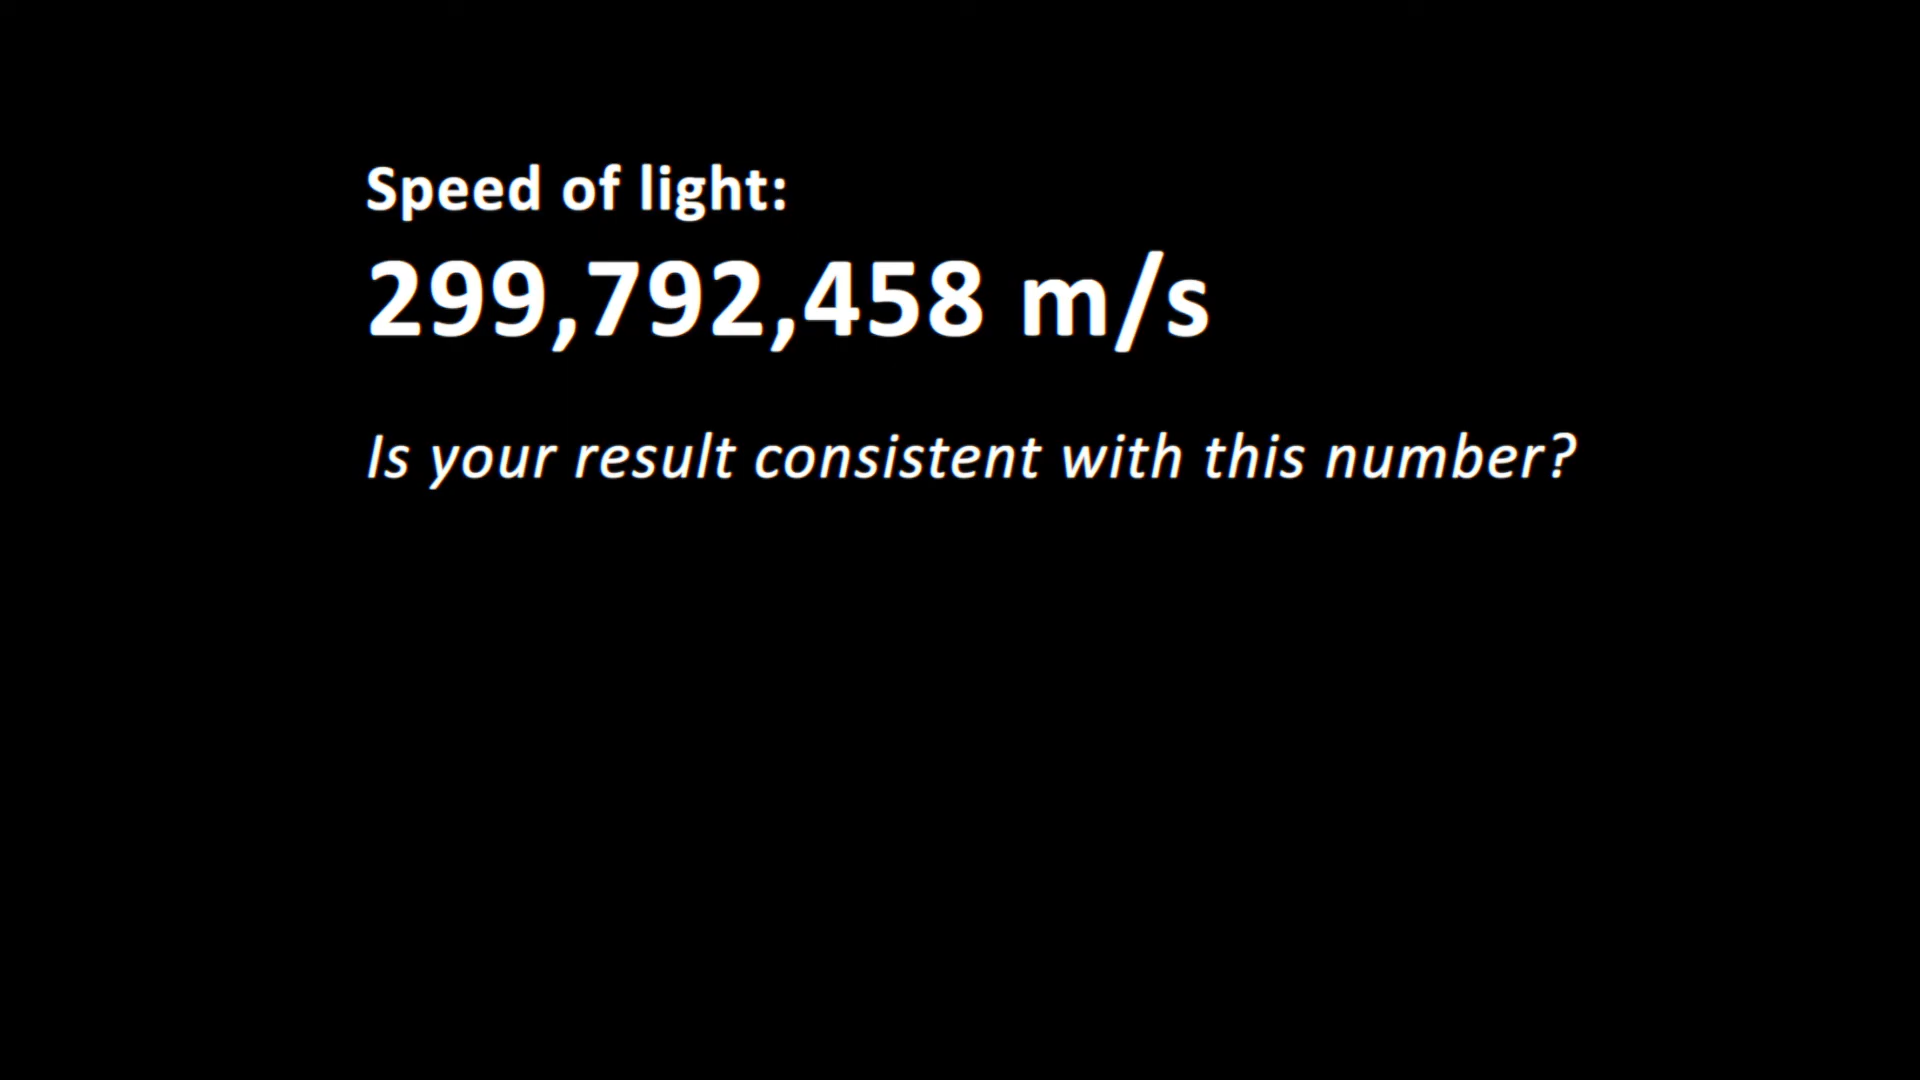 Speed of light:
299,792,458 m/s
Is your result consistent with this number?